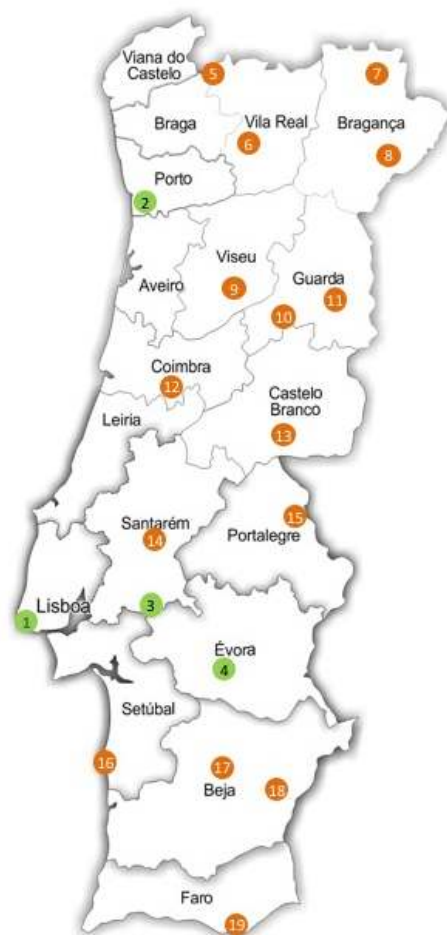 Viana do
Castelo
5
7
Braga
Vila Real
Bragança
6
8
Porto
2
Viseu
Guarda
Aveiro
9
11
10
Coimbra
12
Castelo
Branco
Leiria
13
Santarém
15
14
Portalegre
3
Lisboa
1
Évora
4
Setúbal
16
17
Beja
18
Faro
19